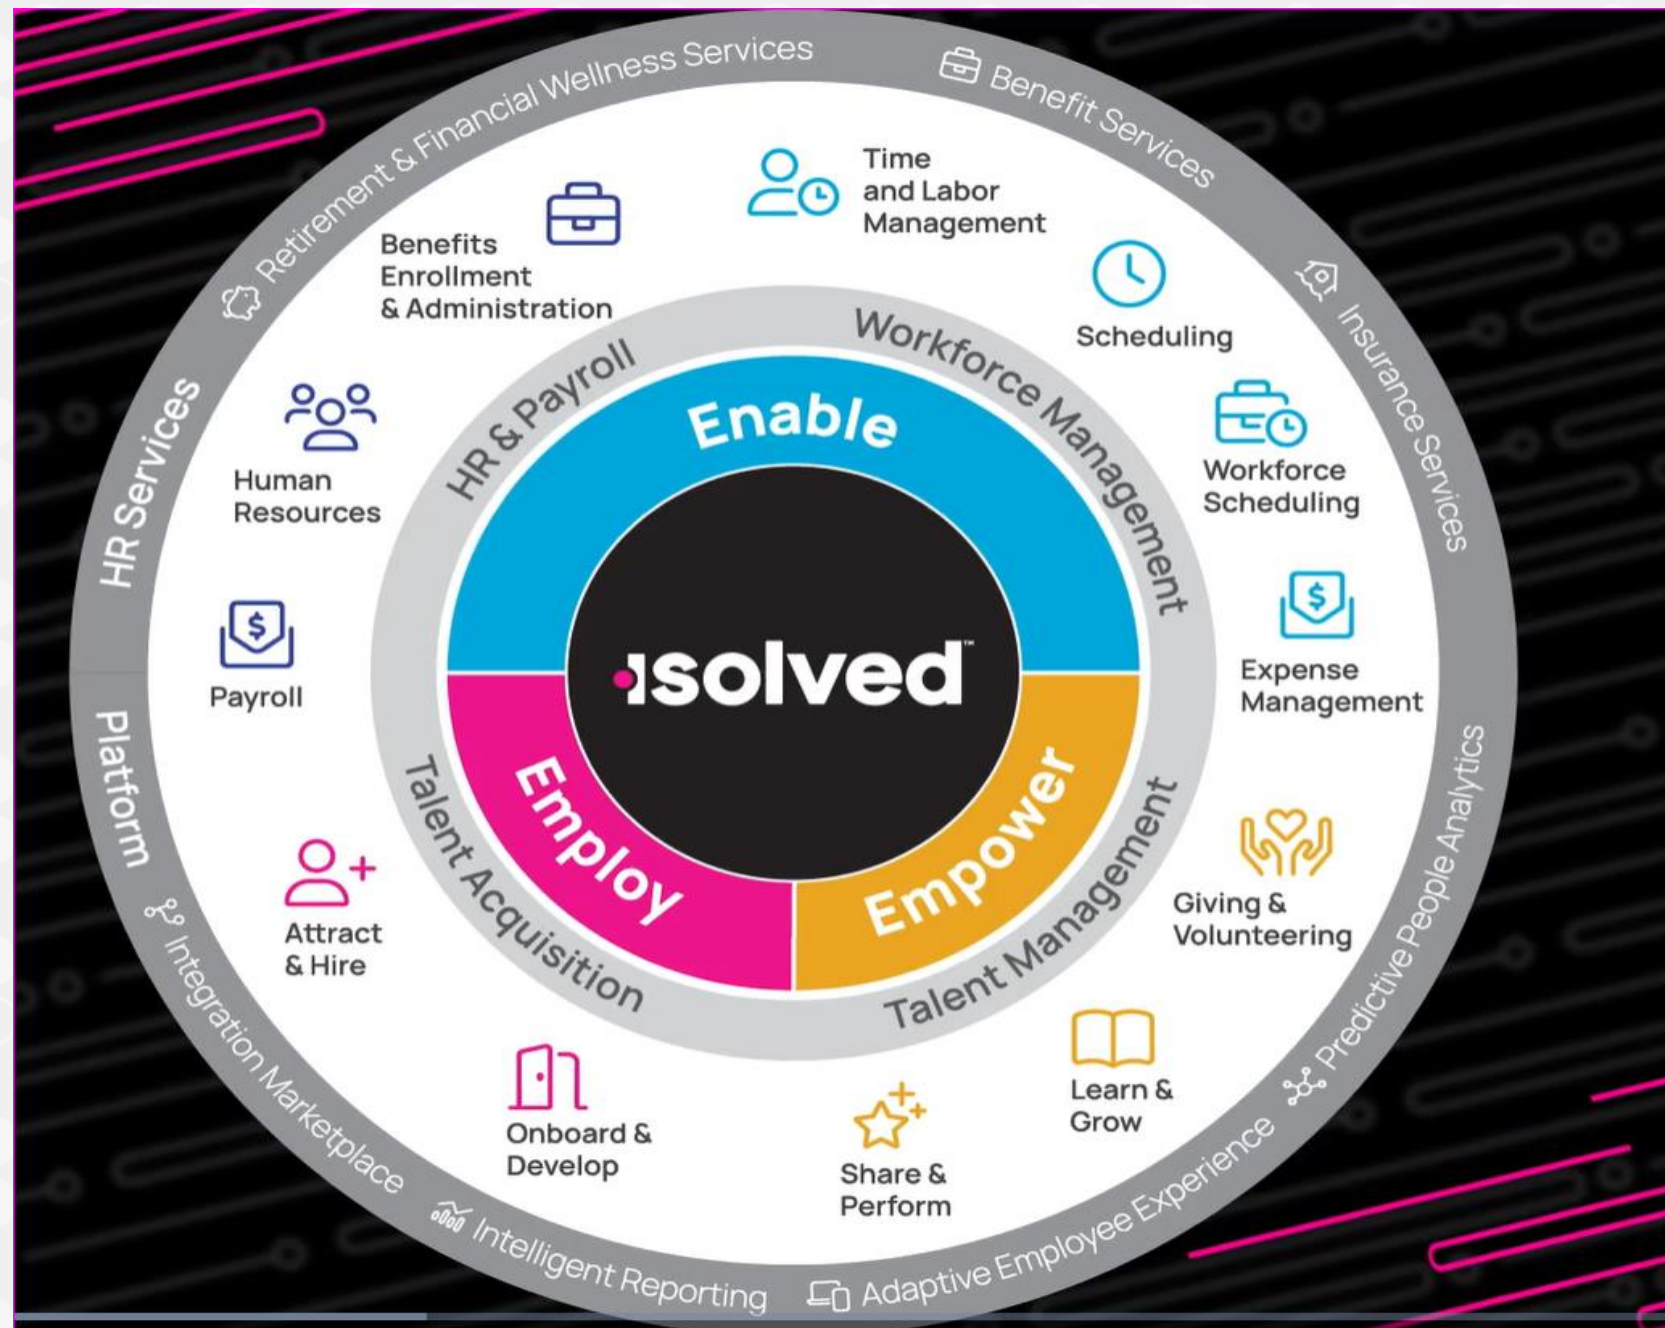 HR Services
Retirement & Financial Wellness Services
Benefit Services
Insurance Services
Time
and Labor
Management
Benefits
Enrollment
& Administration
Scheduling
Human
Resources
Workforce
Scheduling
Payroll
Expense
Management
HR & Payroll
Workforce Management
Enable
isolved™
Employ
Empower
Talent Acquisition
Talent Management
Attract
& Hire
Giving &
Volunteering
Onboard &
Develop
Learn &
Grow
Share &
Perform
Platform
Integration Marketplace
Intelligent Reporting
Adaptive Employee Experience
Predictive People Analytics